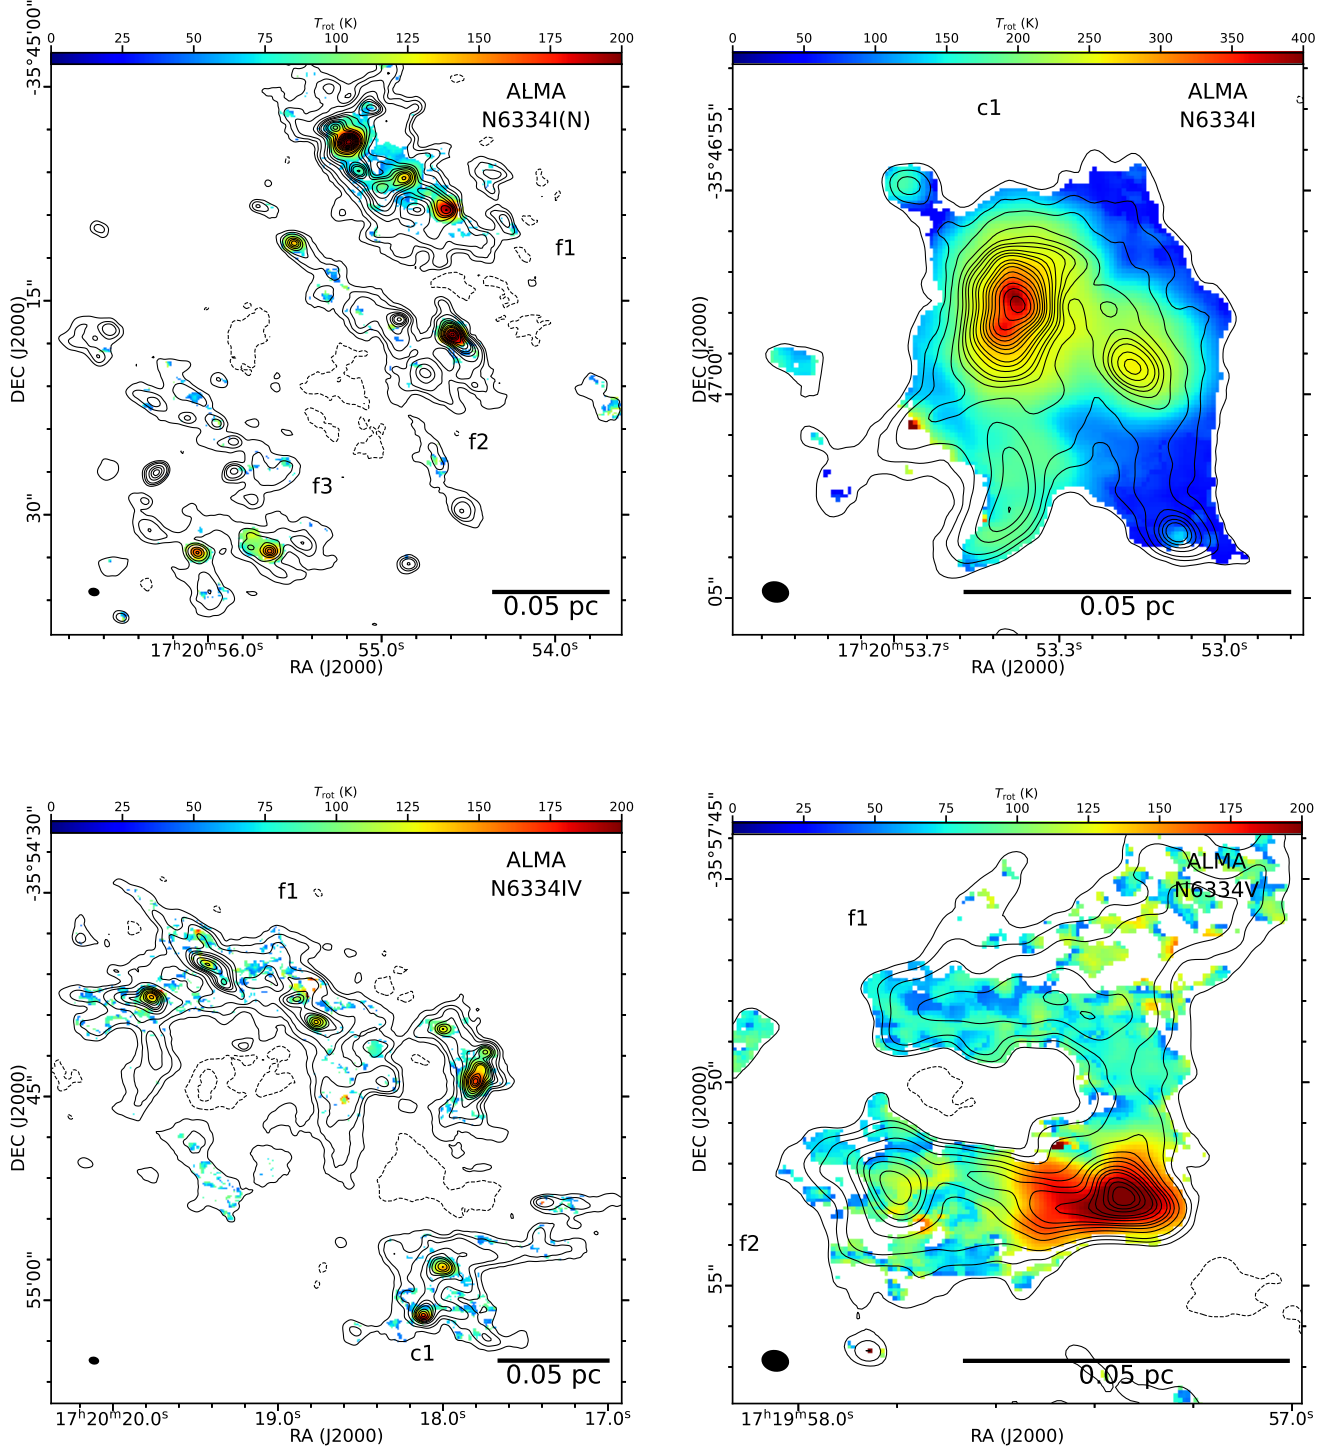 T_rot (K)
0 25 50 75 100 125 150 175 200
-35°45'00"
15"
30"
DEC (J2000)
ALMA
N6334I(N)
f1
f2
f3
0.05 pc
17ʰ20ᵐ56.0ˢ 55.0ˢ 54.0ˢ
RA (J2000)
T_rot (K)
0 50 100 150 200 250 300 350 400
-35°46'55"
47'00"
05"
DEC (J2000)
c1
ALMA
N6334I
0.05 pc
17ʰ20ᵐ53.7ˢ 53.3ˢ 53.0ˢ
RA (J2000)
T_rot (K)
0 25 50 75 100 125 150 175 200
-35°54'30"
45"
55'00"
DEC (J2000)
f1
ALMA
N6334IV
c1
0.05 pc
17ʰ20ᵐ20.0ˢ 19.0ˢ 18.0ˢ 17.0ˢ
RA (J2000)
T_rot (K)
0 25 50 75 100 125 150 175 200
-35°57'45"
50"
55"
DEC (J2000)
ALMA
N6334V
f1
f2
0.05 pc
17ʰ19ᵐ58.0ˢ 57.0ˢ
RA (J2000)